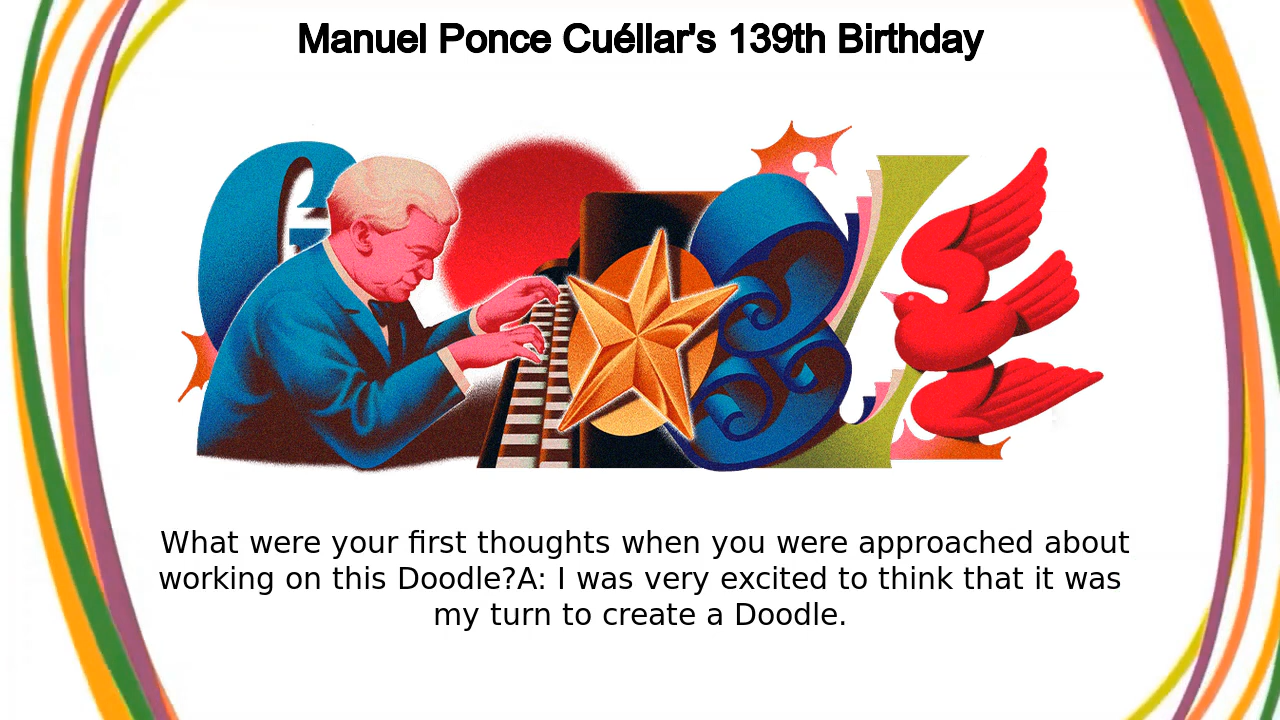 Manuel Ponce Cuéllar's 139th Birthday
What were your first thoughts when you were approached about
working on this Doodle?A: I was very excited to think that it was
my turn to create a Doodle.